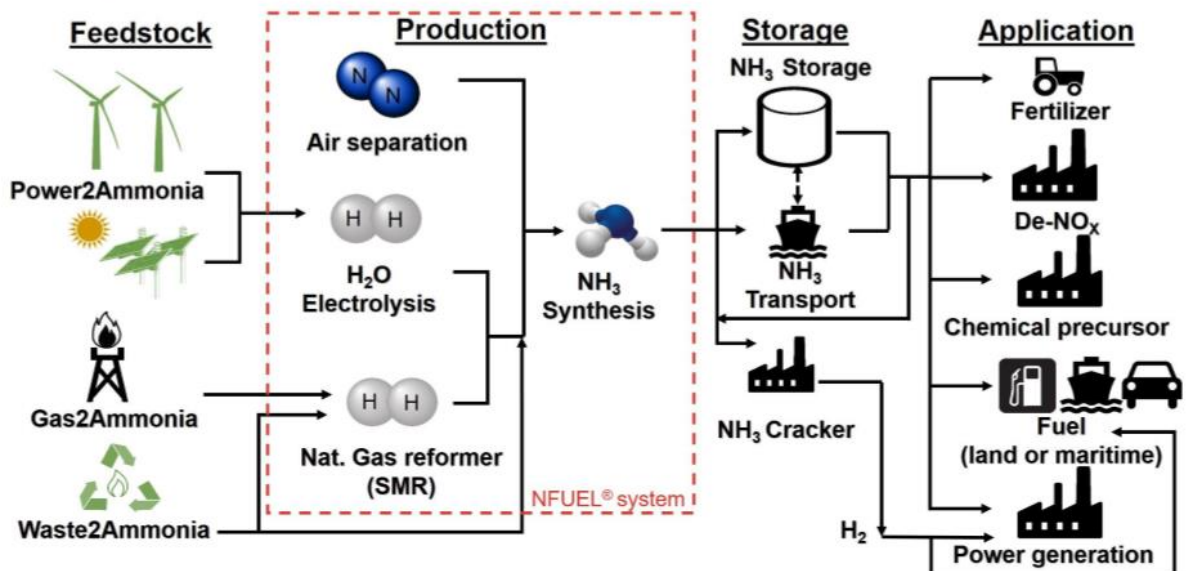 Feedstock
Production
Storage
Application
Power2Ammonia
Gas2Ammonia
Waste2Ammonia
N N
Air separation
H H
H₂O
Electrolysis
H H
Nat. Gas reformer
(SMR)
NH₃
Synthesis
NFUEL® system
NH₃ Storage
NH₃
Transport
NH₃ Cracker
H₂
Fertilizer
De-NOₓ
Chemical precursor
Fuel
(land or maritime)
Power generation